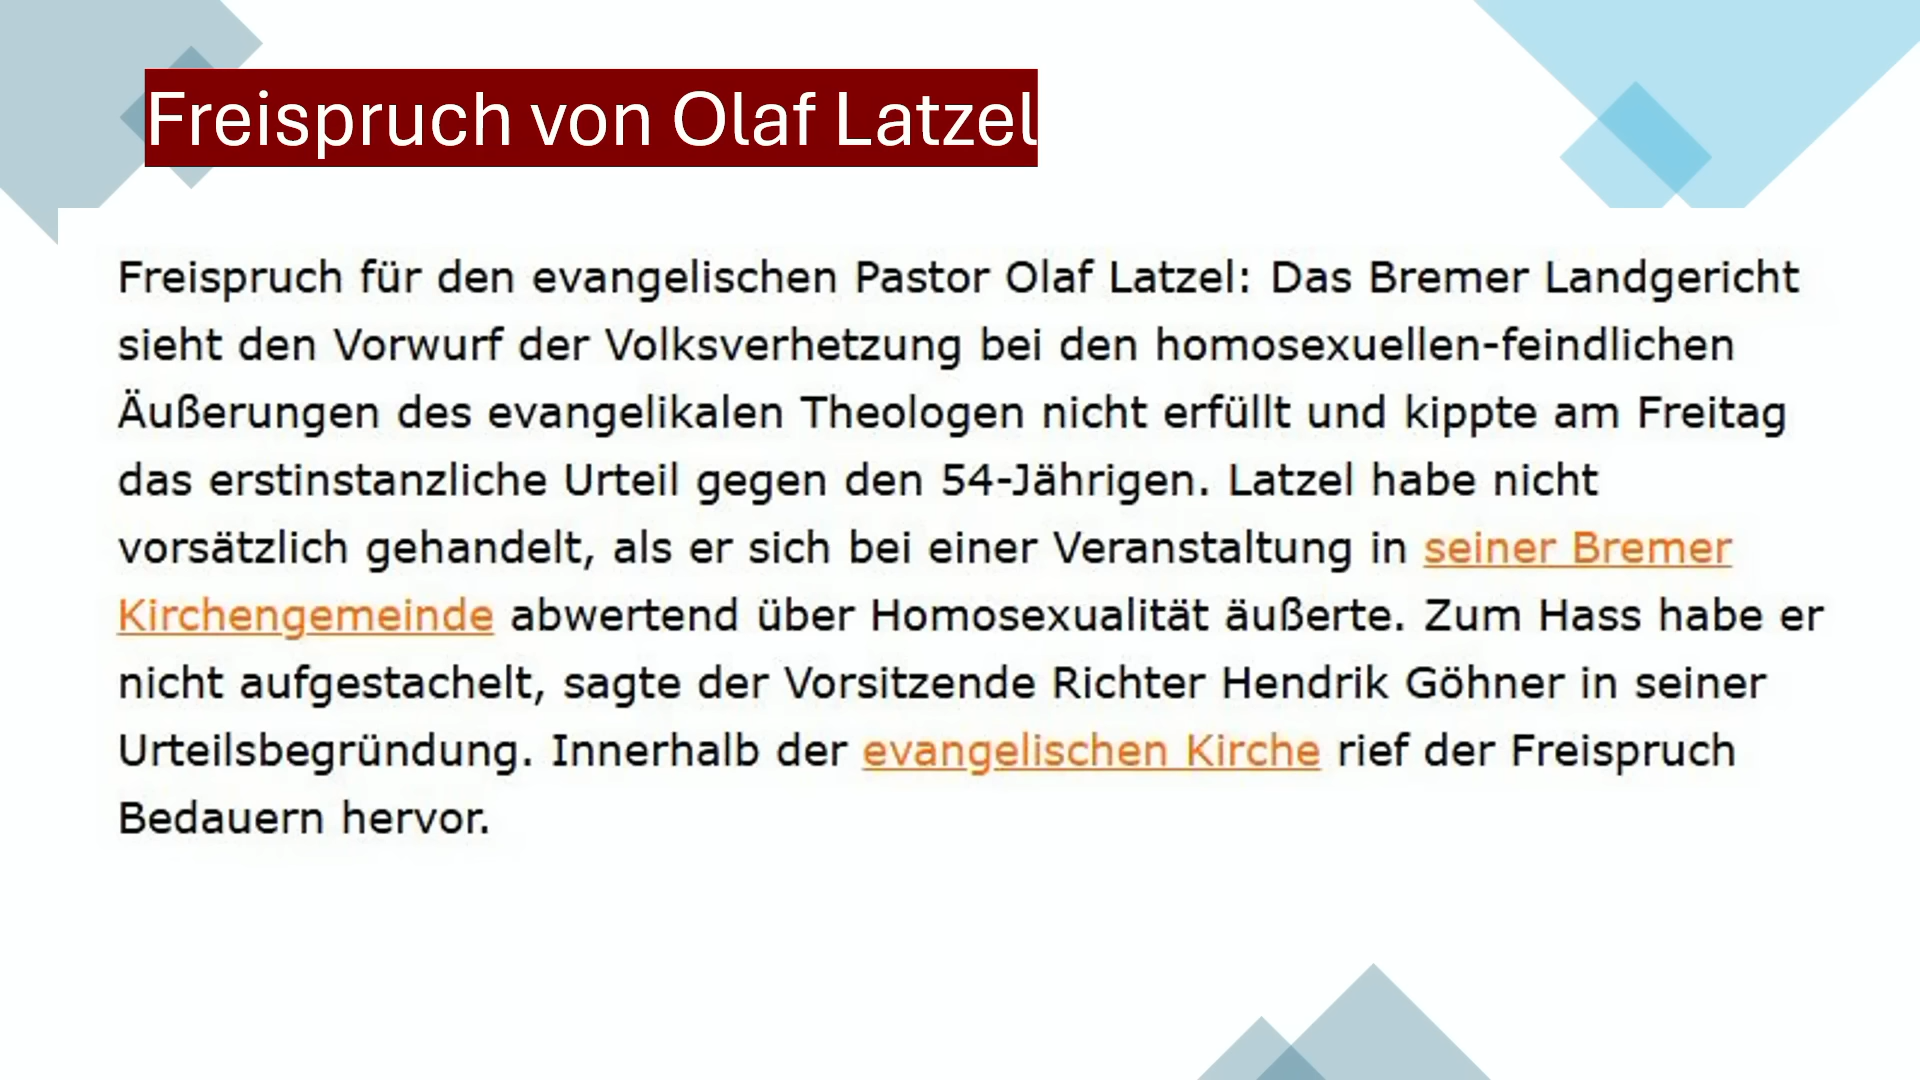 Freispruch von Olaf Latzel
Freispruch für den evangelischen Pastor Olaf Latzel: Das Bremer Landgericht
sieht den Vorwurf der Volksverhetzung bei den homosexuellen-feindlichen
Äußerungen des evangelikalen Theologen nicht erfüllt und kippte am Freitag
das erstinstanzliche Urteil gegen den 54-Jährigen. Latzel habe nicht
vorsätzlich gehandelt, als er sich bei einer Veranstaltung in seiner Bremer
Kirchengemeinde abwertend über Homosexualität äußerte. Zum Hass habe er
nicht aufgestachelt, sagte der Vorsitzende Richter Hendrik Göhner in seiner
Urteilsbegründung. Innerhalb der evangelischen Kirche rief der Freispruch
Bedauern hervor.